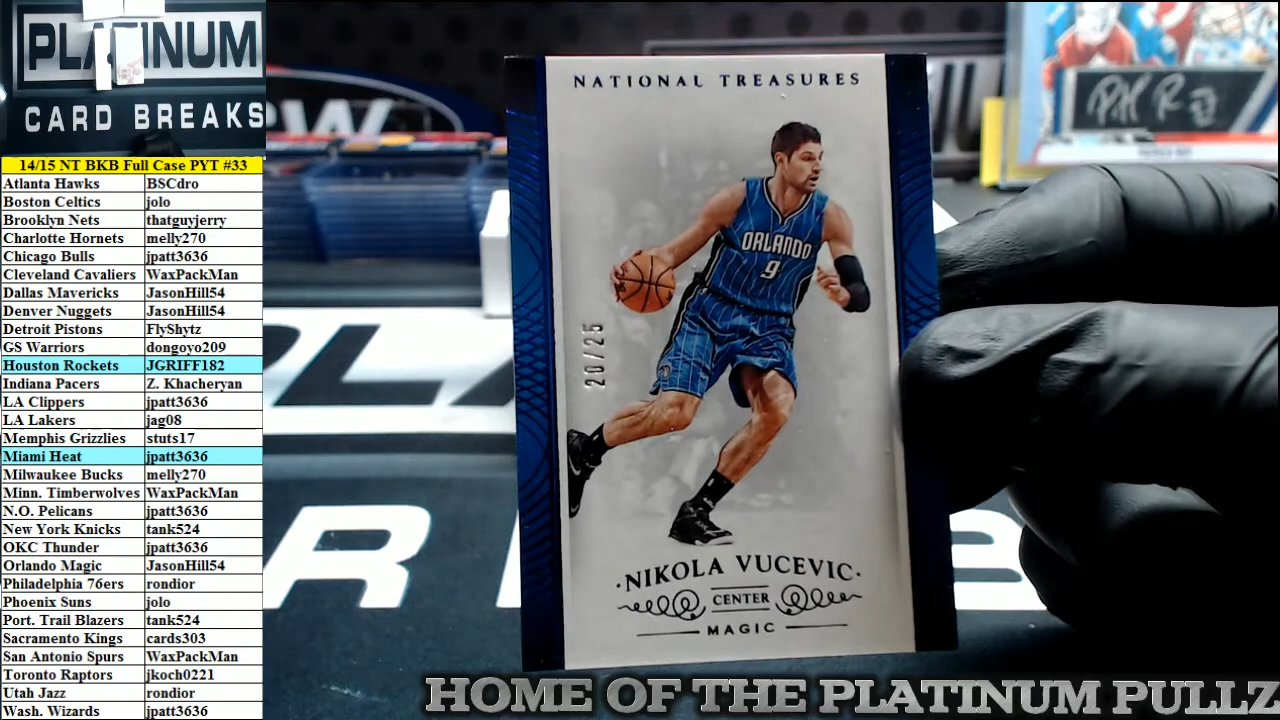 PLATINUM
CARD BREAKS
14/15 NT BKB Full Case PYT #33
Atlanta Hawks BSCdro
Boston Celtics jolo
Brooklyn Nets thatguyjerry
Charlotte Hornets melly270
Chicago Bulls jpatt3636
Cleveland Cavaliers WaxPackMan
Dallas Mavericks JasonHill54
Denver Nuggets JasonHill54
Detroit Pistons FlyShytz
GS Warriors dongoyo209
Houston Rockets JGRIFF182
Indiana Pacers Z. Khacheryan
LA Clippers jpatt3636
LA Lakers jag08
Memphis Grizzlies stuts17
Miami Heat jpatt3636
Milwaukee Bucks melly270
Minn. Timberwolves WaxPackMan
N.O. Pelicans jpatt3636
New York Knicks tank524
OKC Thunder jpatt3636
Orlando Magic JasonHill54
Philadelphia 76ers rondior
Phoenix Suns jolo
Port. Trail Blazers tank524
Sacramento Kings cards303
San Antonio Spurs WaxPackMan
Toronto Raptors jkoch0221
Utah Jazz rondior
Wash. Wizards jpatt3636
NATIONAL TREASURES
ORLANDO
9
20/25
·NIKOLA VUCEVIC·
CENTER
MAGIC
HOME OF THE PLATINUM PULLZ